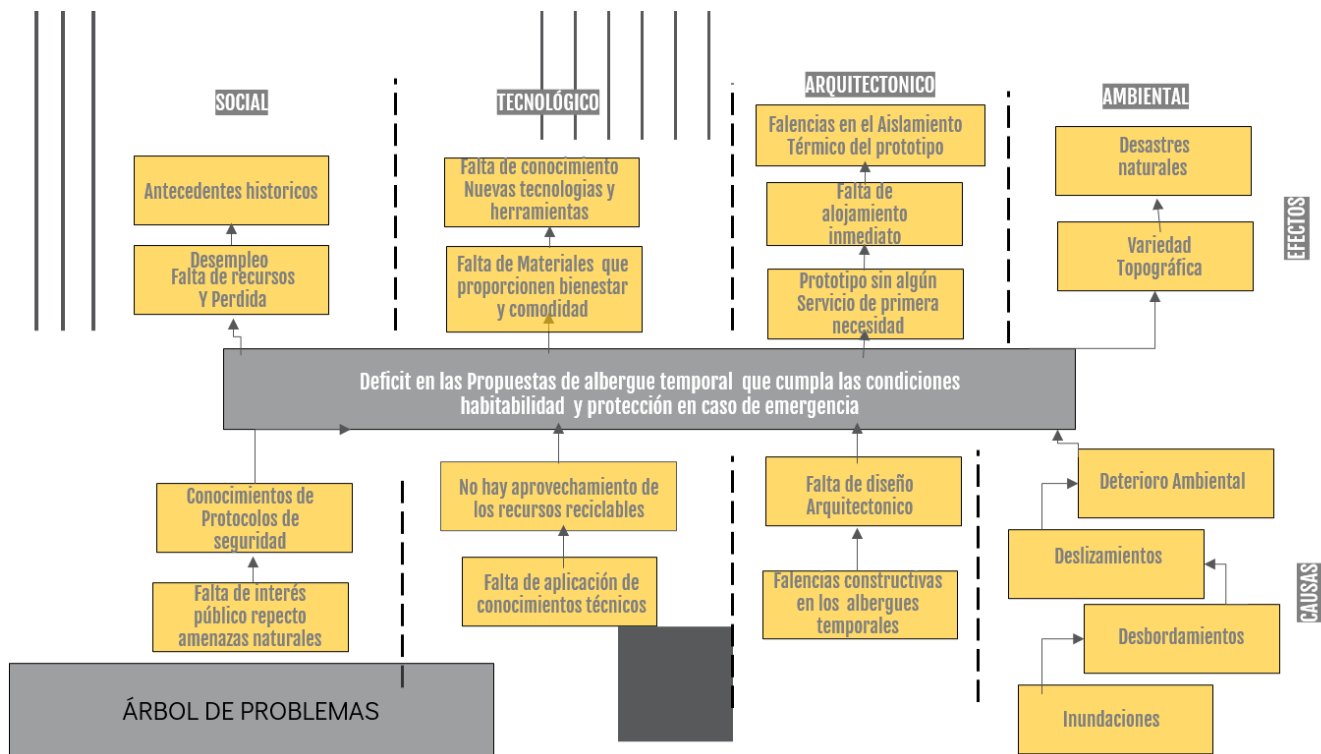 SOCIAL
TECNOLÓGICO
ARQUITECTONICO
AMBIENTAL
Antecedentes historicos
Desempleo
Falta de recursos
Y Perdida
Falta de conocimiento
Nuevas tecnologias y
herramientas
Falta de Materiales que
proporcionen bienestar
y comodidad
Falencias en el Aislamiento
Térmico del prototipo
Falta de
alojamiento
inmediato
Prototipo sin algún
Servicio de primera
necesidad
Desastres
naturales
Variedad
Topográfica
EFECTOS
Deficit en las Propuestas de albergue temporal que cumpla las condiciones
habitabilidad y protección en caso de emergencia
Conocimientos de
Protocolos de
seguridad
Falta de interés
público repecto
amenazas naturales
No hay aprovechamiento de
los recursos reciclables
Falta de aplicación de
conocimientos técnicos
Falta de diseño
Arquitectonico
Falencias constructivas
en los albergues
temporales
Deterioro Ambiental
Deslizamientos
Desbordamientos
Inundaciones
CAUSAS
ÁRBOL DE PROBLEMAS